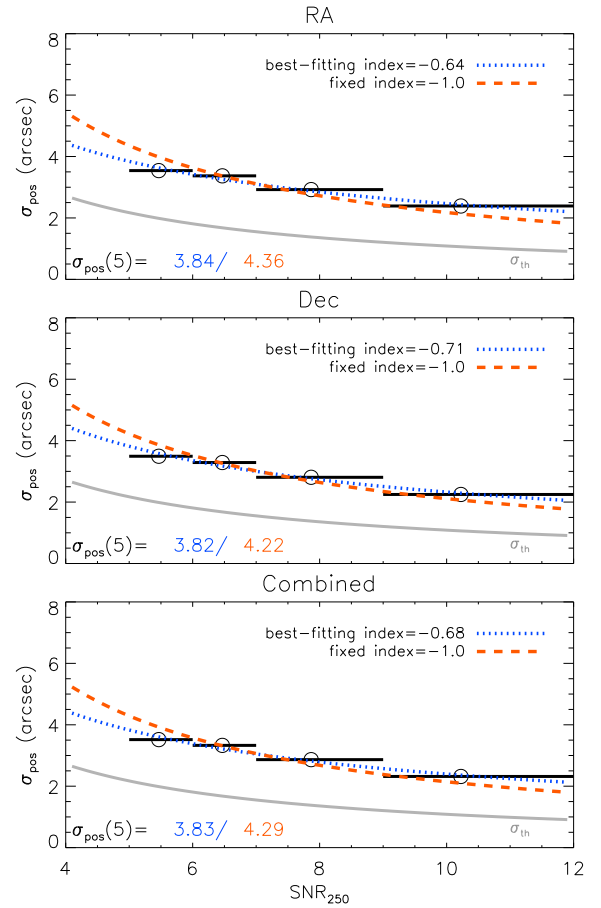 RA
8
best−fitting index=−0.64
fixed index=−1.0
6
σpos (arcsec)
4
2
σpos(5)= 3.84/ 4.36
σth
0
Dec
8
best−fitting index=−0.71
fixed index=−1.0
6
σpos (arcsec)
4
2
σpos(5)= 3.82/ 4.22
σth
0
Combined
8
best−fitting index=−0.68
fixed index=−1.0
6
σpos (arcsec)
4
2
σpos(5)= 3.83/ 4.29
σth
0
4 6 8 10 12
SNR250